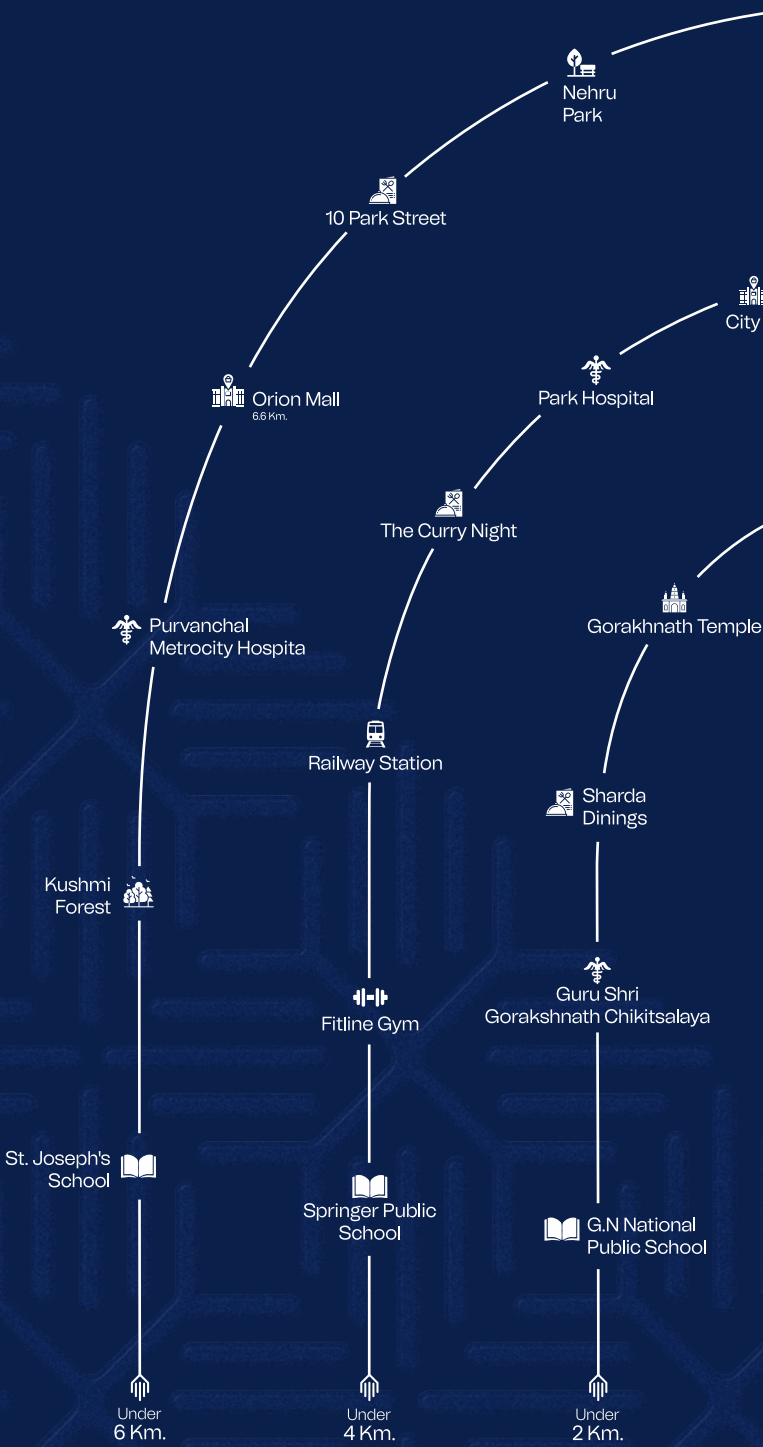 Nehru
Park
10 Park Street
Orion Mall
6.6 Km.
Purvanchal
Metrocity Hospita
Kushmi
Forest
St. Joseph's
School
Under
6 Km.
City
Park Hospital
The Curry Night
Railway Station
Fitline Gym
Springer Public
School
Under
4 Km.
Gorakhnath Temple
Sharda
Dinings
Guru Shri
Gorakshnath Chikitsalaya
G.N National
Public School
Under
2 Km.